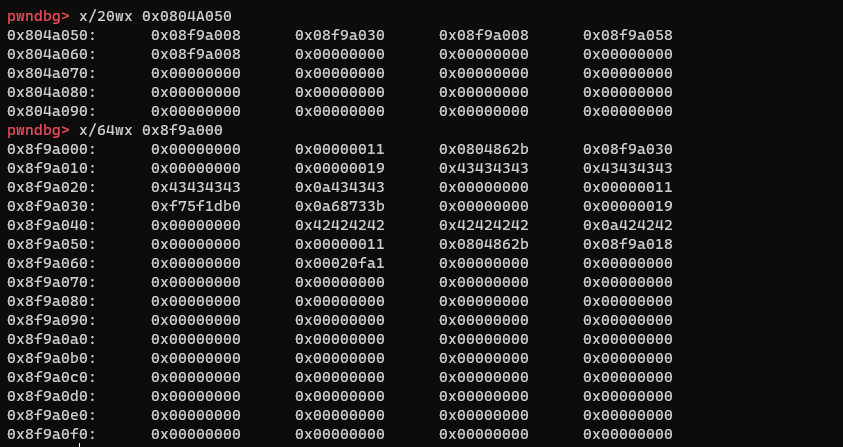 pwndbg> x/20wx 0x0804A050
0x804a050: 0x08f9a008 0x08f9a030 0x08f9a008 0x08f9a058
0x804a060: 0x08f9a008 0x00000000 0x00000000 0x00000000
0x804a070: 0x00000000 0x00000000 0x00000000 0x00000000
0x804a080: 0x00000000 0x00000000 0x00000000 0x00000000
0x804a090: 0x00000000 0x00000000 0x00000000 0x00000000
pwndbg> x/64wx 0x8f9a000
0x8f9a000: 0x00000000 0x00000011 0x0804862b 0x08f9a030
0x8f9a010: 0x00000000 0x00000019 0x43434343 0x43434343
0x8f9a020: 0x43434343 0x0a434343 0x00000000 0x00000011
0x8f9a030: 0xf75f1db0 0x0a68733b 0x00000000 0x00000019
0x8f9a040: 0x00000000 0x42424242 0x42424242 0x0a424242
0x8f9a050: 0x00000000 0x00000011 0x0804862b 0x08f9a018
0x8f9a060: 0x00000000 0x00020fa1 0x00000000 0x00000000
0x8f9a070: 0x00000000 0x00000000 0x00000000 0x00000000
0x8f9a080: 0x00000000 0x00000000 0x00000000 0x00000000
0x8f9a090: 0x00000000 0x00000000 0x00000000 0x00000000
0x8f9a0a0: 0x00000000 0x00000000 0x00000000 0x00000000
0x8f9a0b0: 0x00000000 0x00000000 0x00000000 0x00000000
0x8f9a0c0: 0x00000000 0x00000000 0x00000000 0x00000000
0x8f9a0d0: 0x00000000 0x00000000 0x00000000 0x00000000
0x8f9a0e0: 0x00000000 0x00000000 0x00000000 0x00000000
0x8f9a0f0: 0x00000000 0x00000000 0x00000000 0x00000000